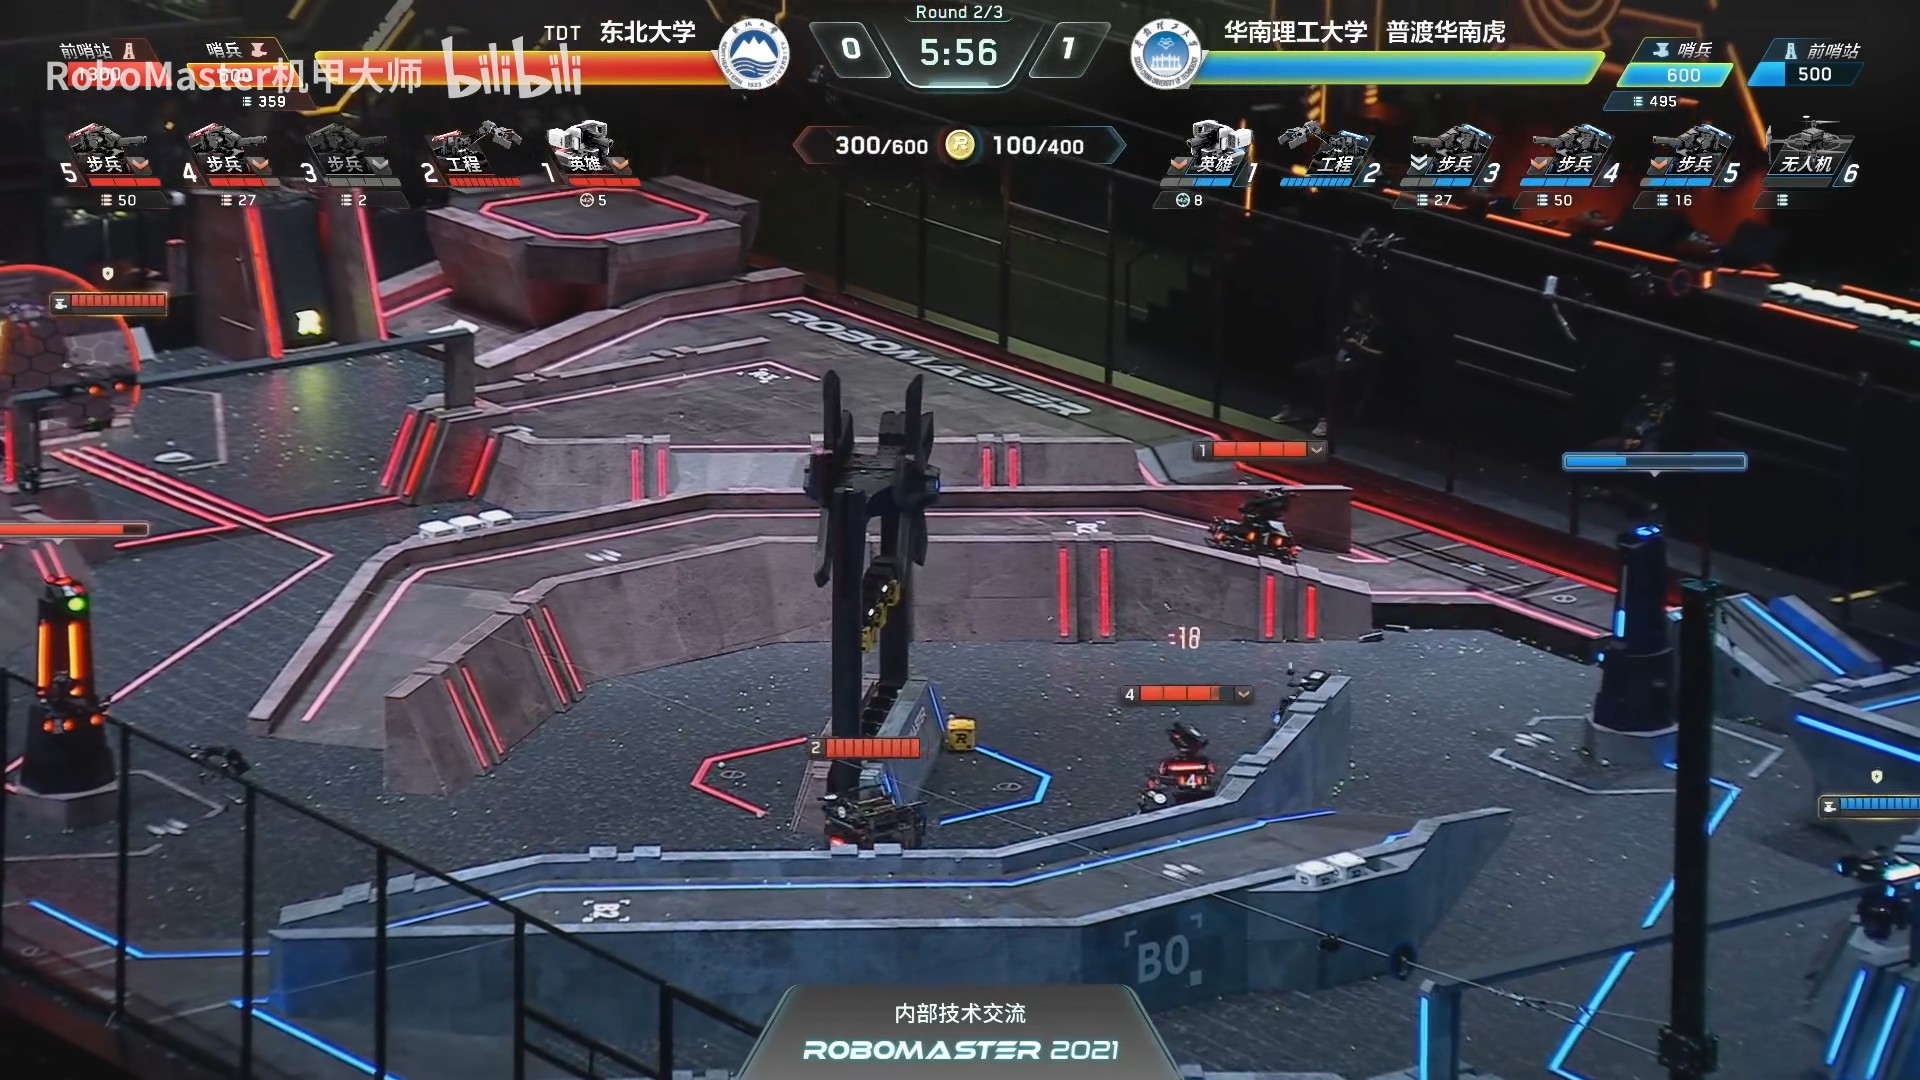 Round 2/3
TDT 东北大学
0
5:56
1
华南理工大学 普渡华南虎
前哨站
1300
哨兵
600
359
RoboMaster机甲大师 bilibili
哨兵
600
495
前哨站
500
300/600
R
100/400
5 步兵
50
4 步兵
27
3 步兵
2
2 工程
1 英雄
5
英雄 1
8
工程 2
步兵 3
27
步兵 4
50
步兵 5
16
无人机 6
ROBOMASTER
1
1
-18
4
4
2
R
B2
BO
内部技术交流
ROBOMASTER 2021